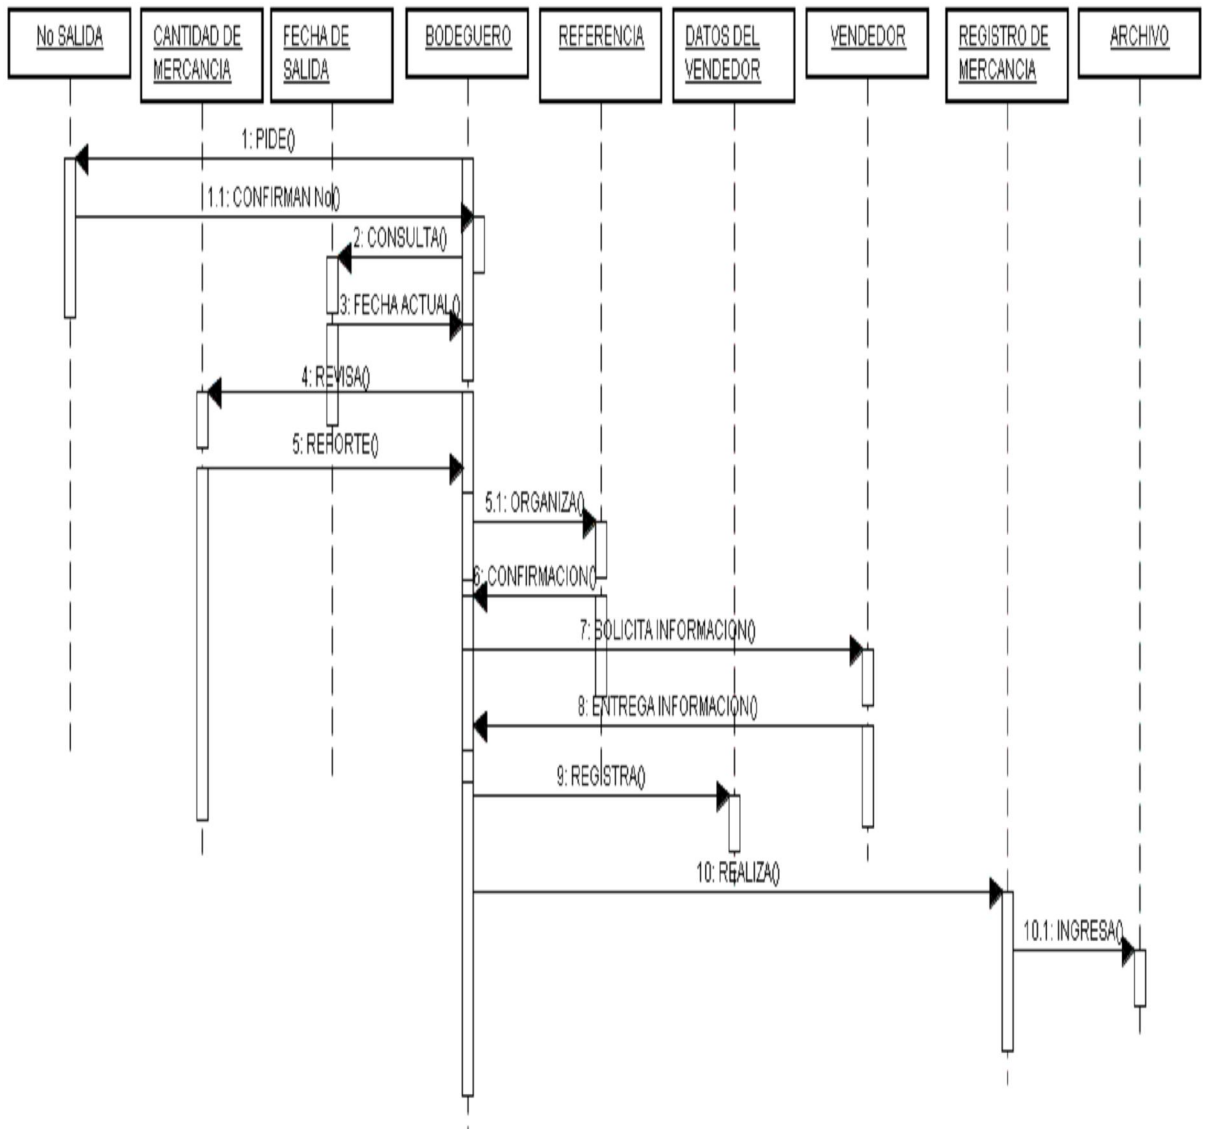 No SALIDA
CANTIDAD DE
MERCANCIA
FECHA DE
SALIDA
BODEGUERO
REFERENCIA
DATOS DEL
VENDEDOR
VENDEDOR
REGISTRO DE
MERCANCIA
ARCHIVO
1: PIDE()
1.1: CONFIRMAN No()
2: CONSULTA()
3: FECHA ACTUAL()
4: REVISA()
5: REPORTE()
5.1: ORGANIZA()
6: CONFIRMACION()
7: SOLICITA INFORMACION()
8: ENTREGA INFORMACION()
9: REGISTRA()
10: REALIZA()
10.1: INGRESA()